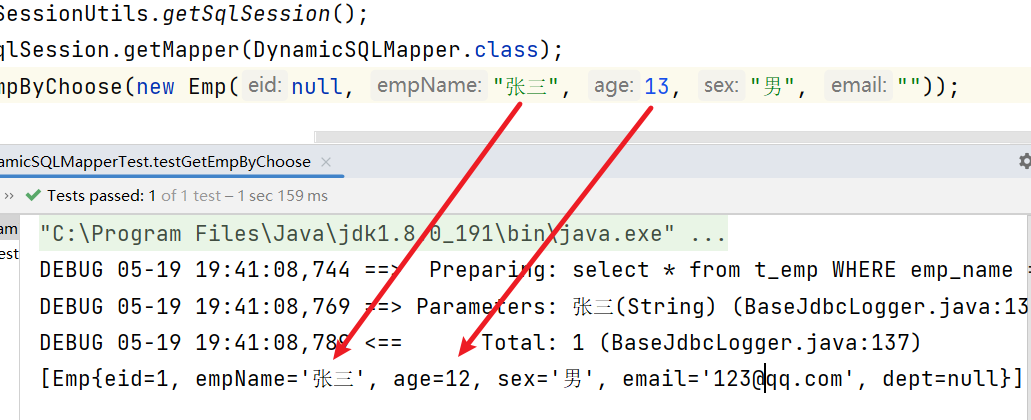 SessionUtils.getSqlSession();
qlSession.getMapper(DynamicSQLMapper.class);
mpByChoose(new Emp( eid: null, empName: "张三", age: 13, sex: "男", email: ""));
amicSQLMapperTest.testGetEmpByChoose ×
›› ✔ Tests passed: 1 of 1 test – 1 sec 159 ms
am
"C:\Program Files\Java\jdk1.8.0_191\bin\java.exe" ...
est
DEBUG 05-19 19:41:08,744 ==>  Preparing: select * from t_emp WHERE emp_name =
DEBUG 05-19 19:41:08,769 ==> Parameters: 张三(String) (BaseJdbcLogger.java:13
DEBUG 05-19 19:41:08,789 <==      Total: 1 (BaseJdbcLogger.java:137)
[Emp{eid=1, empName='张三', age=12, sex='男', email='123@qq.com', dept=null}]